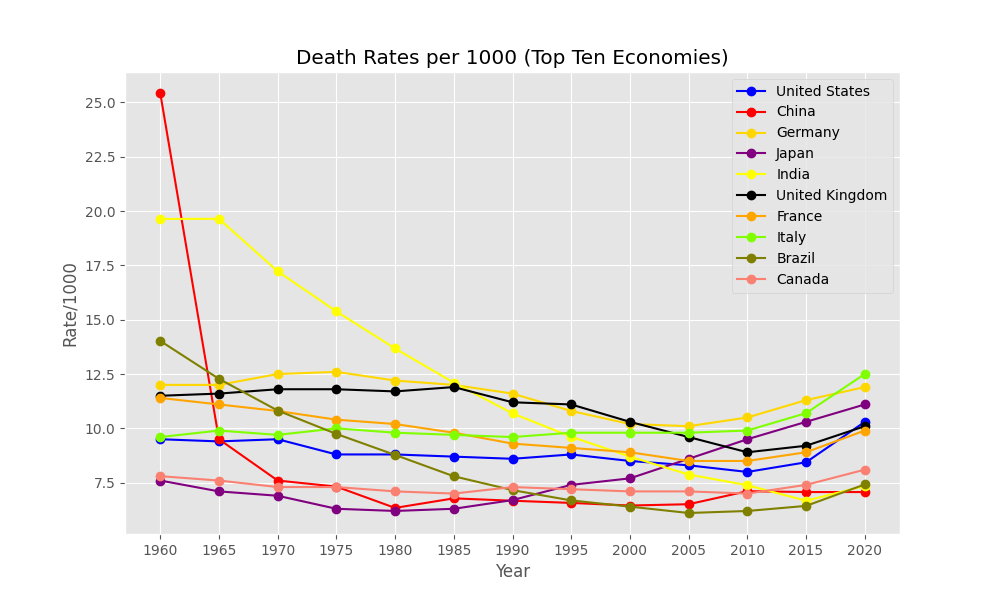 Death Rates per 1000 (Top Ten Economies)
United States
China
Germany
Japan
India
United Kingdom
France
Italy
Brazil
Canada
25.0
22.5
20.0
17.5
15.0
12.5
10.0
7.5
Rate/1000
1960 1965 1970 1975 1980 1985 1990 1995 2000 2005 2010 2015 2020
Year